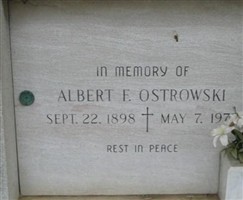 IN MEMORY OF
ALBERT F. OSTROWSKI
SEPT. 22. 1898 † MAY 7. 197
REST IN PEACE